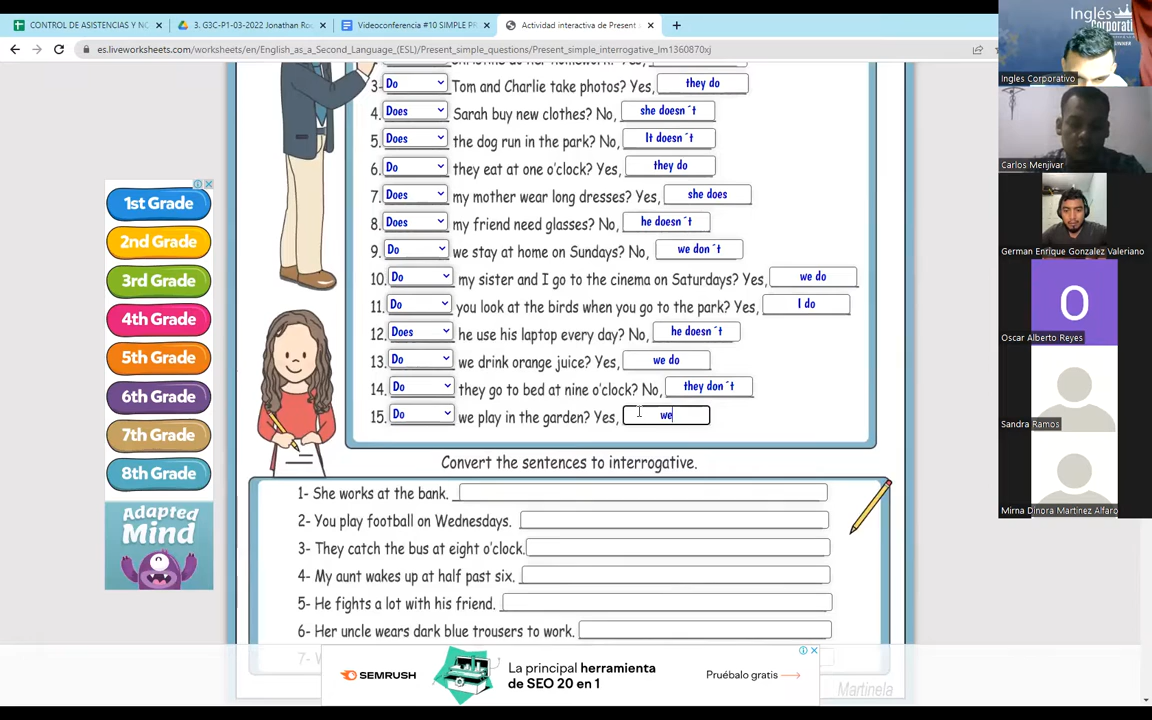 CONTROL DE ASISTENCIAS Y NO
3. G3C-P1-03-2022 Jonathan Ro
Videoconferencia #10 SIMPLE PR
Actividad interactiva de Present s
es.liveworksheets.com/worksheets/en/English_as_a_Second_Language_(ESL)/Present_simple_questions/Present_simple_interrogative_lm1360870xj
3- Do Tom and Charlie take photos? Yes, they do
4. Does Sarah buy new clothes? No, she doesn´t
5. Does the dog run in the park? No, It doesn´t
6. Do they eat at one o'clock? Yes, they do
7. Does my mother wear long dresses? Yes, she does
8. Does my friend need glasses? No, he doesn´t
9. Do we stay at home on Sundays? No, we don´t
10. Do my sister and I go to the cinema on Saturdays? Yes, we do
11. Do you look at the birds when you go to the park? Yes, I do
12. Does he use his laptop every day? No, he doesn´t
13. Do we drink orange juice? Yes, we do
14. Do they go to bed at nine o'clock? No, they don´t
15. Do we play in the garden? Yes, we
Convert the sentences to interrogative.
1- She works at the bank.
2- You play football on Wednesdays.
3- They catch the bus at eight o'clock.
4- My aunt wakes up at half past six.
5- He fights a lot with his friend.
6- Her uncle wears dark blue trousers to work.
Martinela
1st Grade
2nd Grade
3rd Grade
4th Grade
5th Grade
6th Grade
7th Grade
8th Grade
Adapted
Mind
SEMRUSH
La principal herramienta
de SEO 20 en 1
Pruébalo gratis
Inglés
Ingles Corporativo
Carlos Menjivar
German Enrique Gonzalez Valeriano
O
Oscar Alberto Reyes
Sandra Ramos
Mirna Dinora Martinez Alfaro